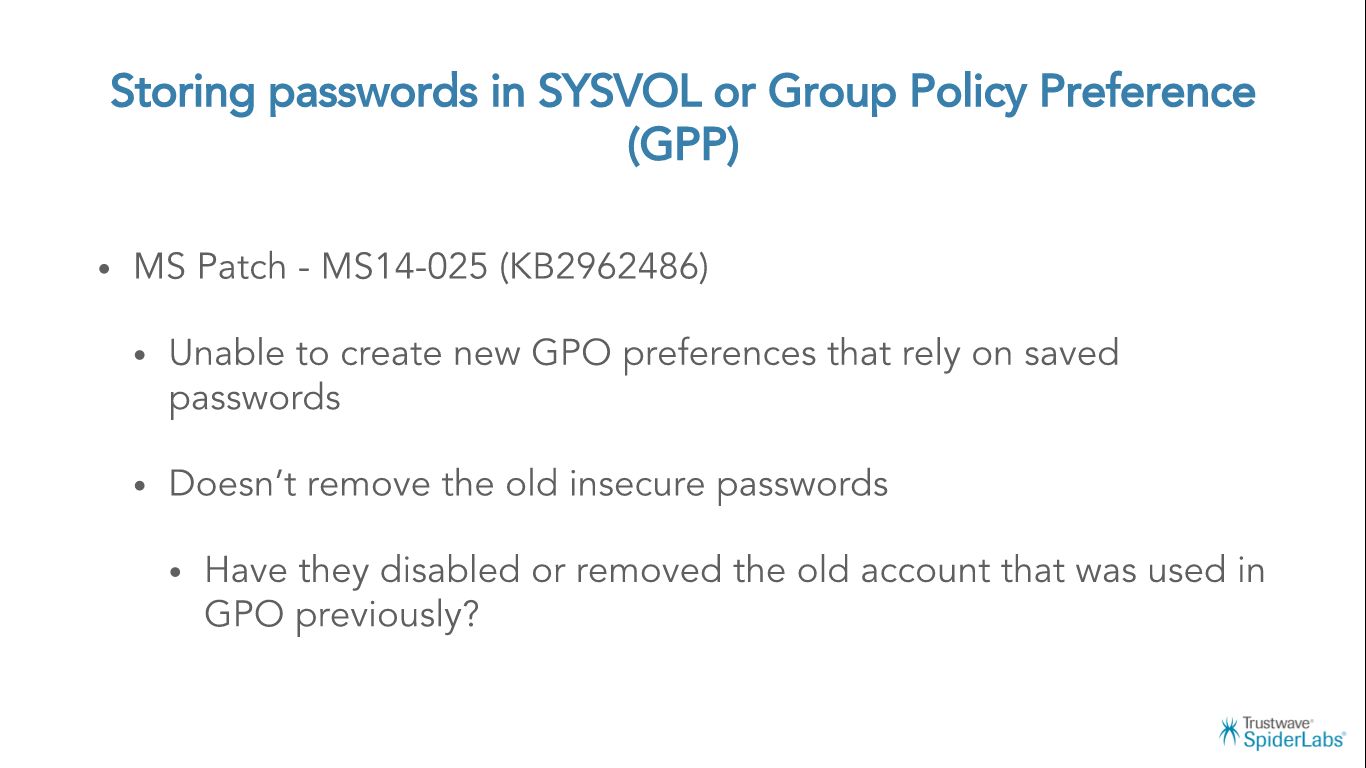 Storing passwords in SYSVOL or Group Policy Preference
(GPP)
• MS Patch - MS14-025 (KB2962486)
• Unable to create new GPO preferences that rely on saved
passwords
• Doesn’t remove the old insecure passwords
• Have they disabled or removed the old account that was used in
GPO previously?
Trustwave®
SpiderLabs®